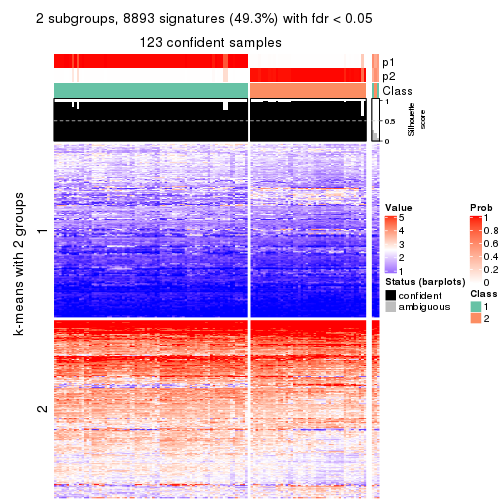 2 subgroups, 8893 signatures (49.3%) with fdr < 0.05
123 confident samples
p1
p2
Class
1
0.5
0
Silhouette
score
k-means with 2 groups
1
2
Value
5
4
3
2
1
Status (barplots)
confident
ambiguous
Prob
1
0.8
0.6
0.4
0.2
0
Class
1
2